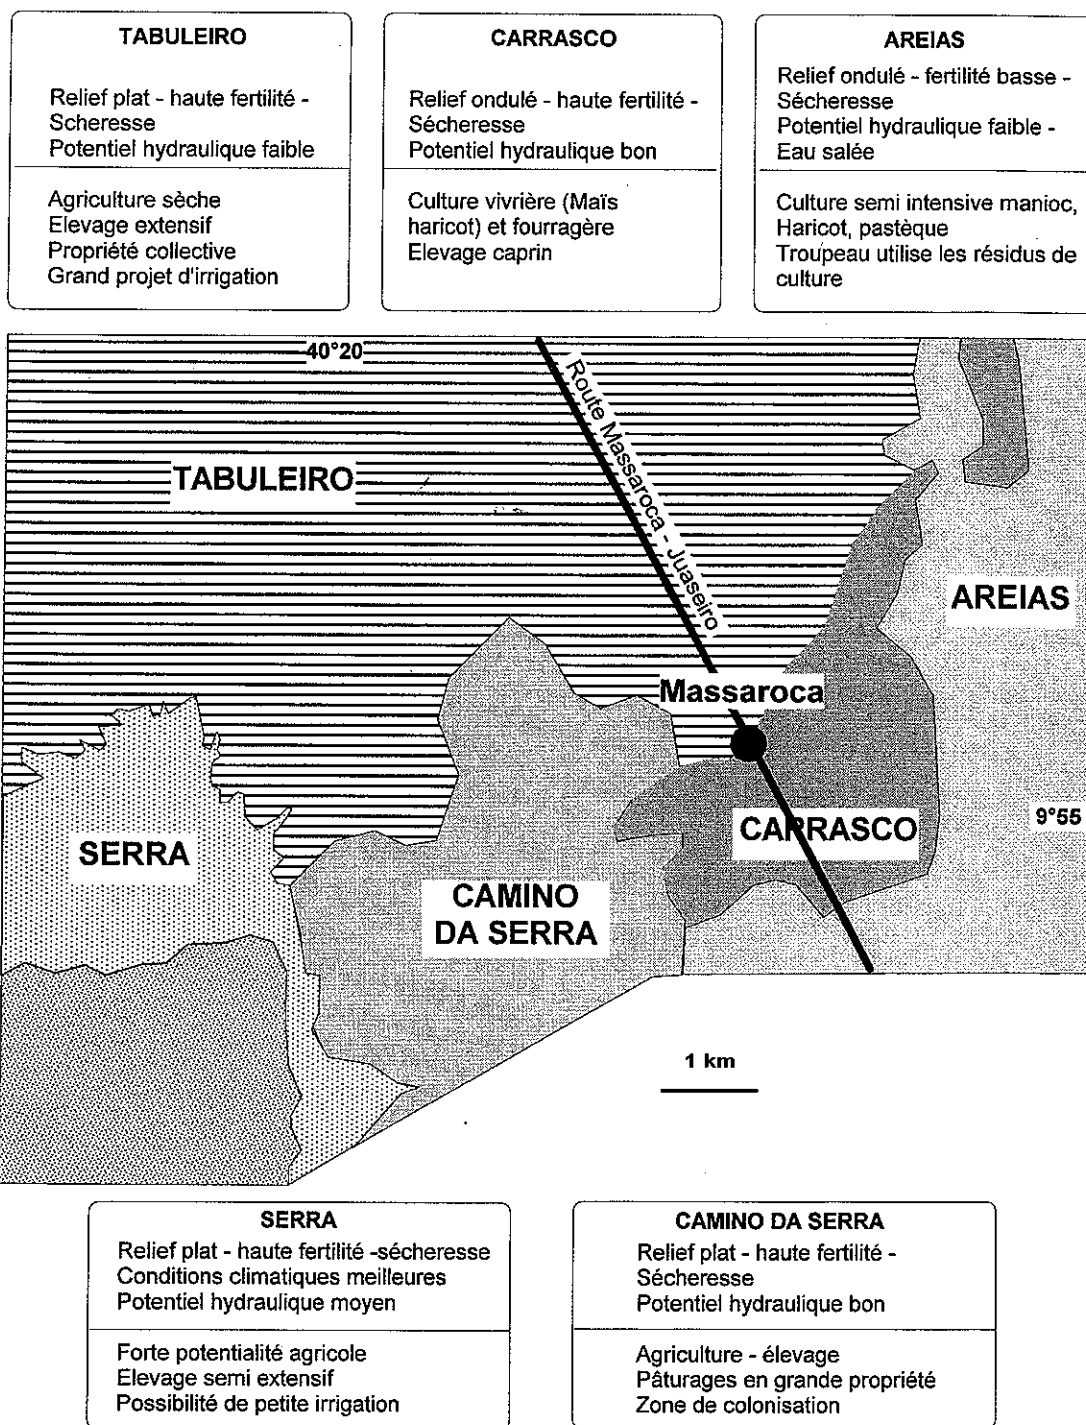 TABULEIRO
Relief plat - haute fertilité -
Scheresse
Potentiel hydraulique faible
Agriculture sèche
Elevage extensif
Propriété collective
Grand projet d'irrigation
CARRASCO
Relief ondulé - haute fertilité -
Sécheresse
Potentiel hydraulique bon
Culture vivrière (Maïs
haricot) et fourragère
Elevage caprin
AREIAS
Relief ondulé - fertilité basse -
Sécheresse
Potentiel hydraulique faible -
Eau salée
Culture semi intensive manioc,
Haricot, pastèque
Troupeau utilise les résidus de
culture
40°20
Route Massaroca - Juaseiro
TABULEIRO
AREIAS
Massaroca
9°55
CARRASCO
SERRA
CAMINO
DA SERRA
1 km
SERRA
Relief plat - haute fertilité -sécheresse
Conditions climatiques meilleures
Potentiel hydraulique moyen
Forte potentialité agricole
Elevage semi extensif
Possibilité de petite irrigation
CAMINO DA SERRA
Relief plat - haute fertilité -
Sécheresse
Potentiel hydraulique bon
Agriculture - élevage
Pâturages en grande propriété
Zone de colonisation